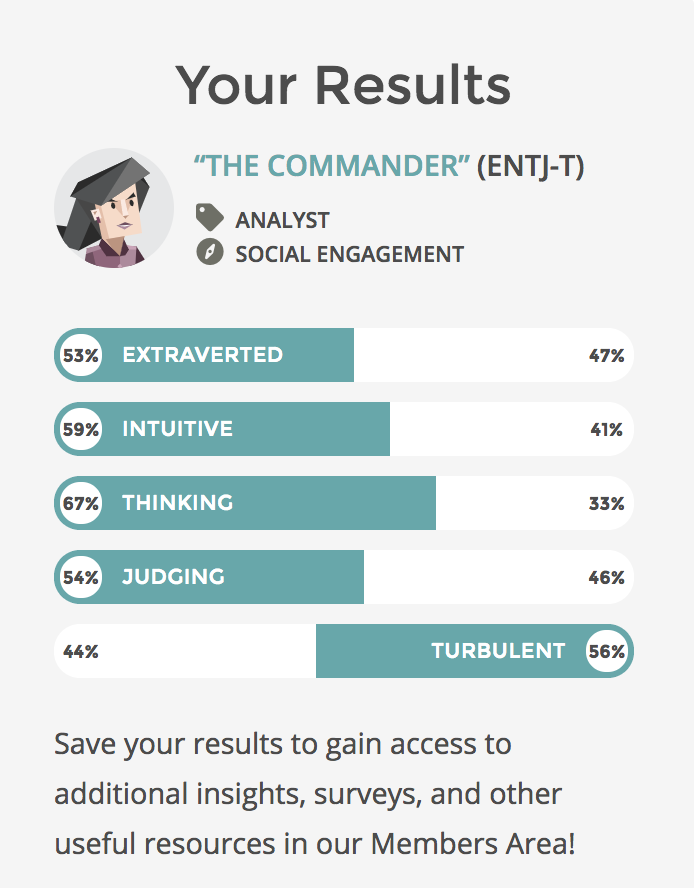 Your Results
“THE COMMANDER” (ENTJ-T)
ANALYST
SOCIAL ENGAGEMENT
53% EXTRAVERTED 47%
59% INTUITIVE 41%
67% THINKING 33%
54% JUDGING 46%
44% TURBULENT 56%
Save your results to gain access to
additional insights, surveys, and other
useful resources in our Members Area!